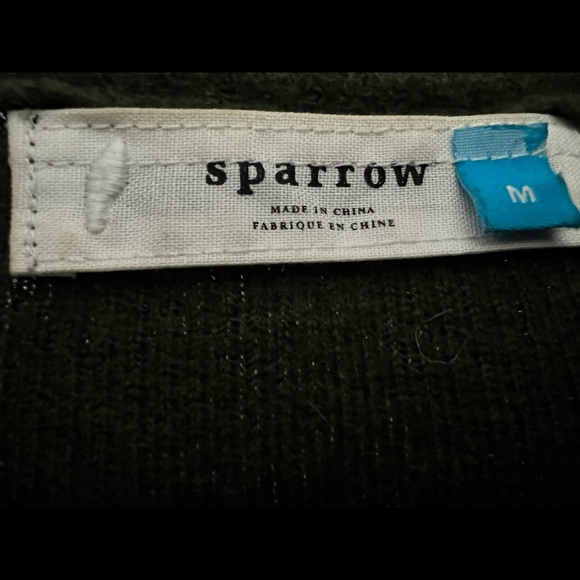 sparrow
M
MADE IN CHINA
FABRIQUE EN CHINE